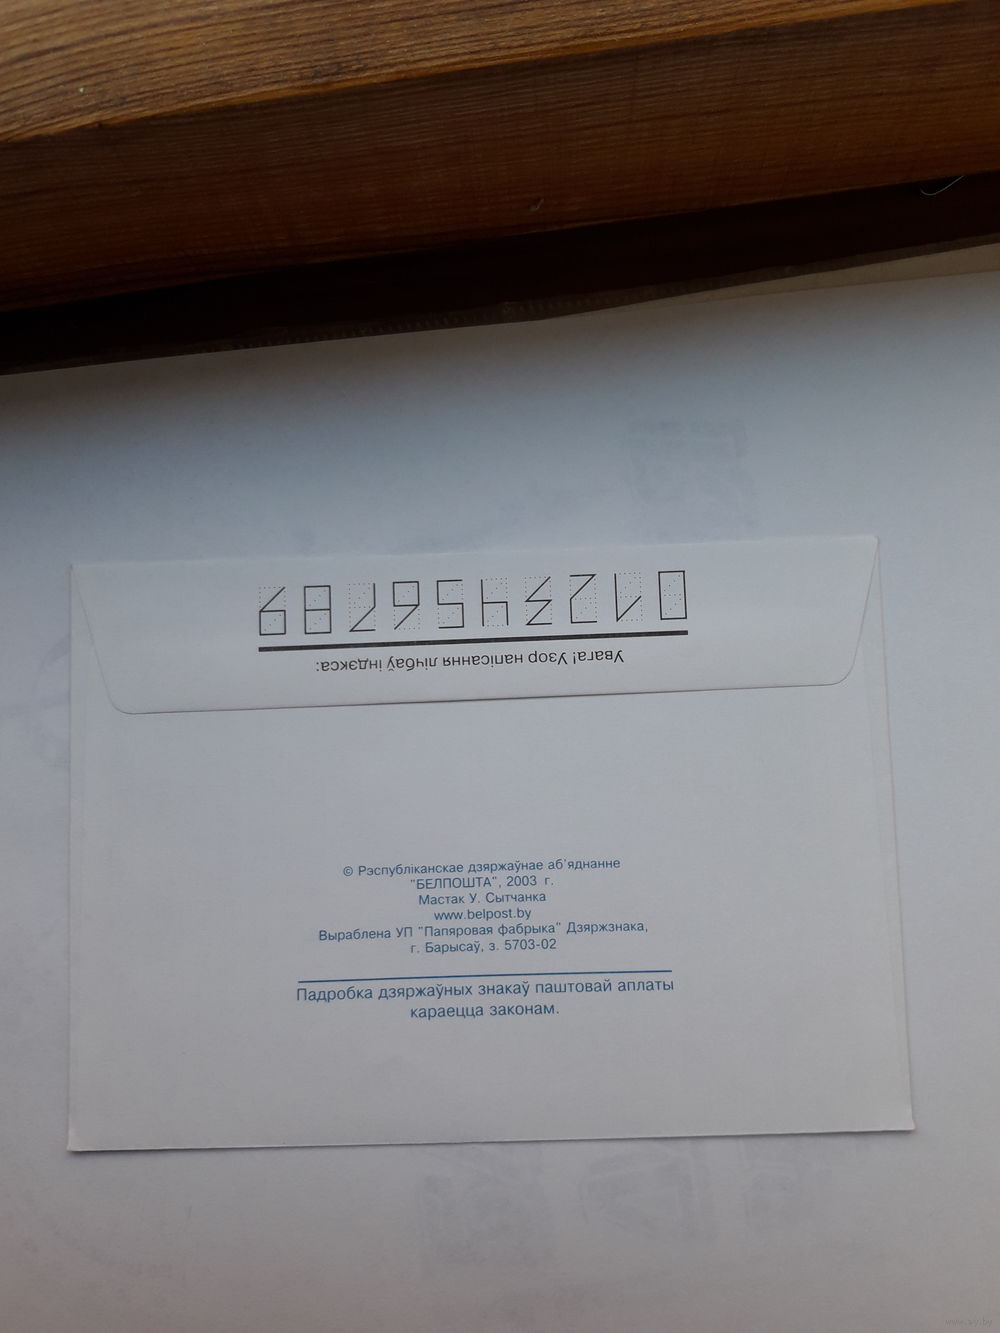 Увага! Узор напісання лічбаў індэкса:
0123456789
© Рэспубліканскае дзяржаўнае аб'яднанне
"БЕЛПОШТА", 2003 г.
Мастак У. Сытчанка
www.belpost.by
Выраблена УП "Папяровая фабрыка" Дзяржзнака,
г. Барысаў, з. 5703-02
Падробка дзяржаўных знакаў паштовай аплаты
караецца законам.